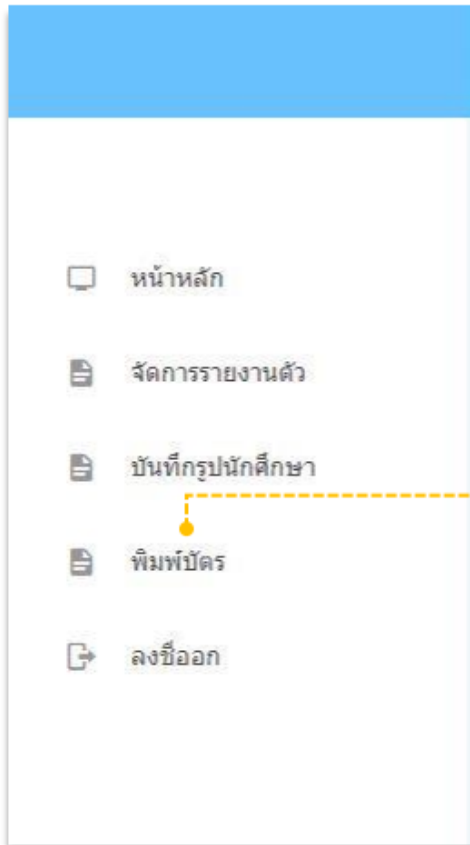 หน้าหลัก
จัดการรายงานตัว
บันทึกรูปนักศึกษา
พิมพ์บัตร
ลงชื่ออก